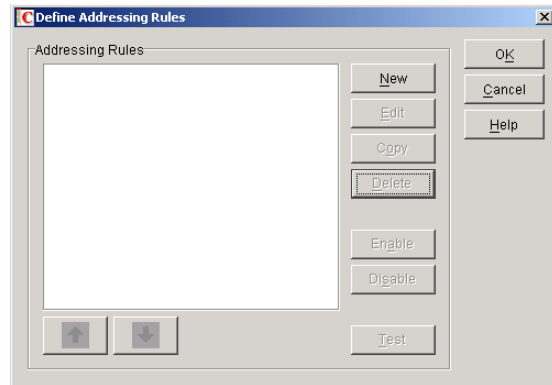 Define Addressing Rules
Addressing Rules
New
Edit
Copy
Delete
Enable
Disable
Test
OK
Cancel
Help